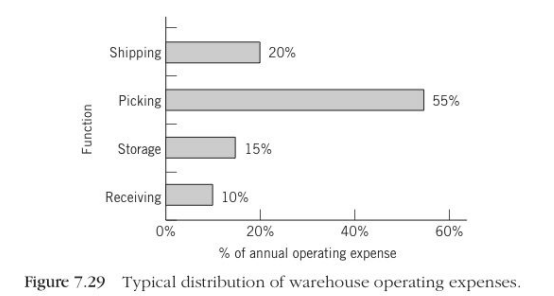 Shipping 20%
Picking 55%
Function
Storage 15%
Receiving 10%
0% 20% 40% 60%
% of annual operating expense
Figure 7.29 Typical distribution of warehouse operating expenses.